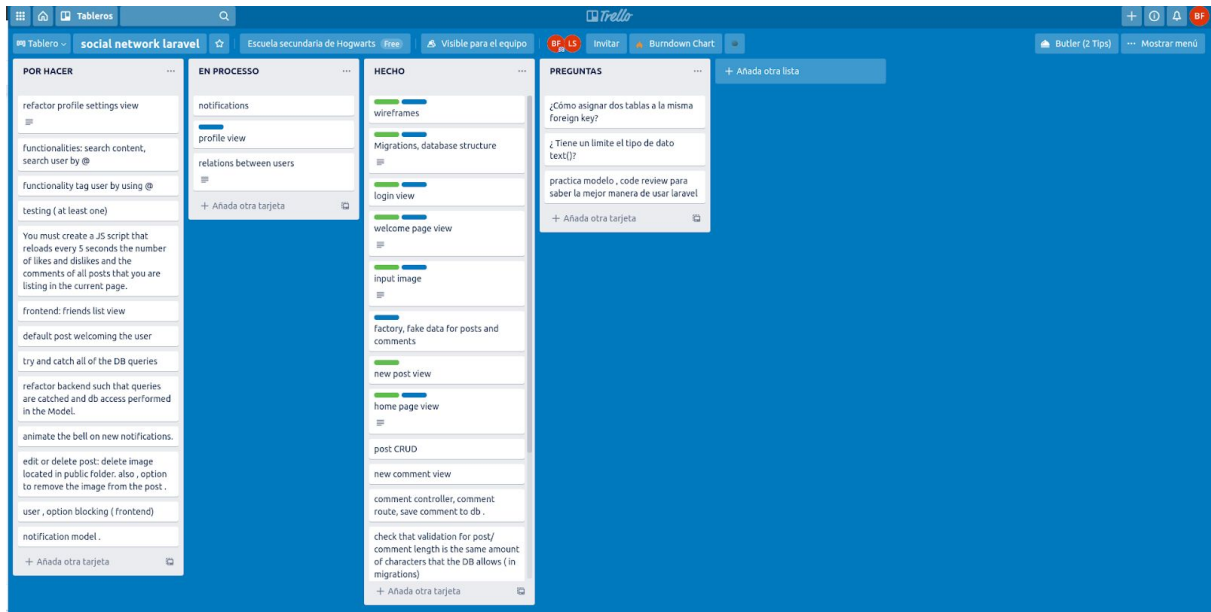 Tableros
Trello
BF
Tablero
social network laravel
Escuela secundaria de Hogwarts Free
Visible para el equipo
BF LS
Invitar
Burndown Chart
Butler (2 Tips)
... Mostrar menú
POR HACER
refactor profile settings view
functionalities: search content,
search user by @
functionality tag user by using @
testing ( at least one)
You must create a JS script that
reloads every 5 seconds the number
of likes and dislikes and the
comments of all posts that you are
listing in the current page.
frontend: friends list view
default post welcoming the user
try and catch all of the DB queries
refactor backend such that queries
are catched and db access performed
in the Model.
animate the bell on new notifications.
edit or delete post: delete image
located in public folder. also , option
to remove the image from the post .
user , option blocking ( frontend)
notification model .
+ Añada otra tarjeta
EN PROCESSO
notifications
profile view
relations between users
+ Añada otra tarjeta
HECHO
wireframes
Migrations, database structure
login view
welcome page view
input image
factory, fake data for posts and
comments
new post view
home page view
post CRUD
new comment view
comment controller, comment
route, save comment to db .
check that validation for post/
comment length is the same amount
of characters that the DB allows ( in
migrations)
+ Añada otra tarjeta
PREGUNTAS
¿Cómo asignar dos tablas a la misma
foreign key?
¿ Tiene un limite el tipo de dato
text()?
practica modelo , code review para
saber la mejor manera de usar laravel
+ Añada otra tarjeta
+ Añada otra lista